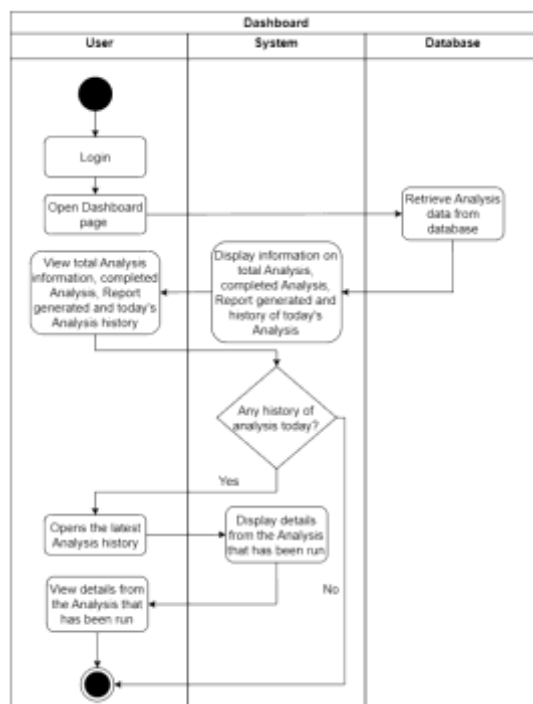 Dashboard
User
System
Database
Login
Open Dashboard
page
Retrieve Analysis
data from
database
View total Analysis
information, completed
Analysis, Report
generated and today's
Analysis history
Display information on
total Analysis,
completed Analysis,
Report generated and
history of today's
Analysis
Any history of
analysis today?
Yes
Opens the latest
Analysis history
Display details
from the Analysis
that has been run
No
View details from
the Analysis that
has been run